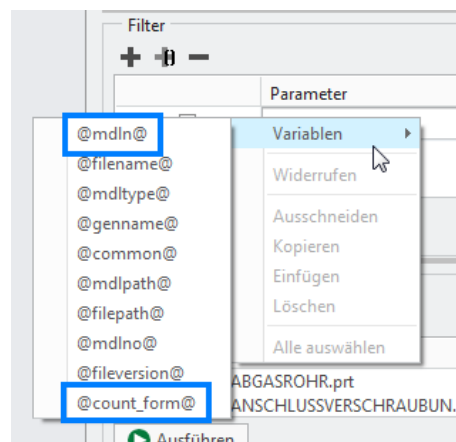 Filter
Parameter
@mdln@
@filename@
@mdltype@
@genname@
@common@
@mdlpath@
@filepath@
@mdlno@
@fileversion@
@count_form@
Variablen
Widerrufen
Ausschneiden
Kopieren
Einfügen
Löschen
Alle auswählen
ABGASROHR.prt
ANSCHLUSSVERSCHRAUBUN.
Ausführen